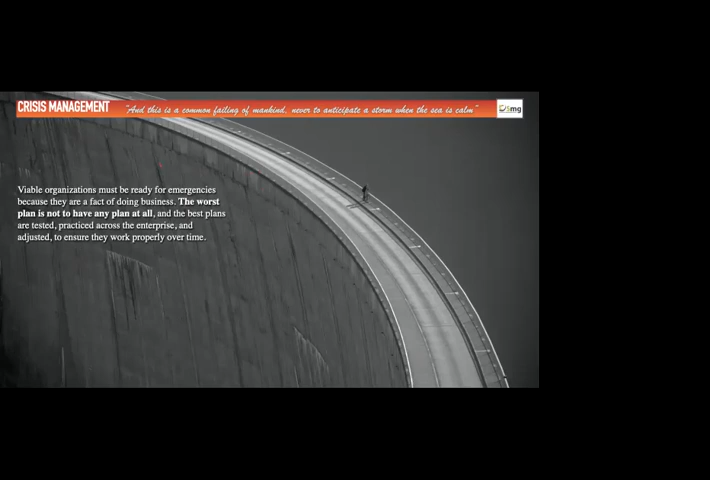 CRISIS MANAGEMENT "And this is a common failing of mankind, never to anticipate a storm when the sea is calm"
smg
Viable organizations must be ready for emergencies
because they are a fact of doing business. The worst
plan is not to have any plan at all, and the best plans
are tested, practiced across the enterprise, and
adjusted, to ensure they work properly over time.